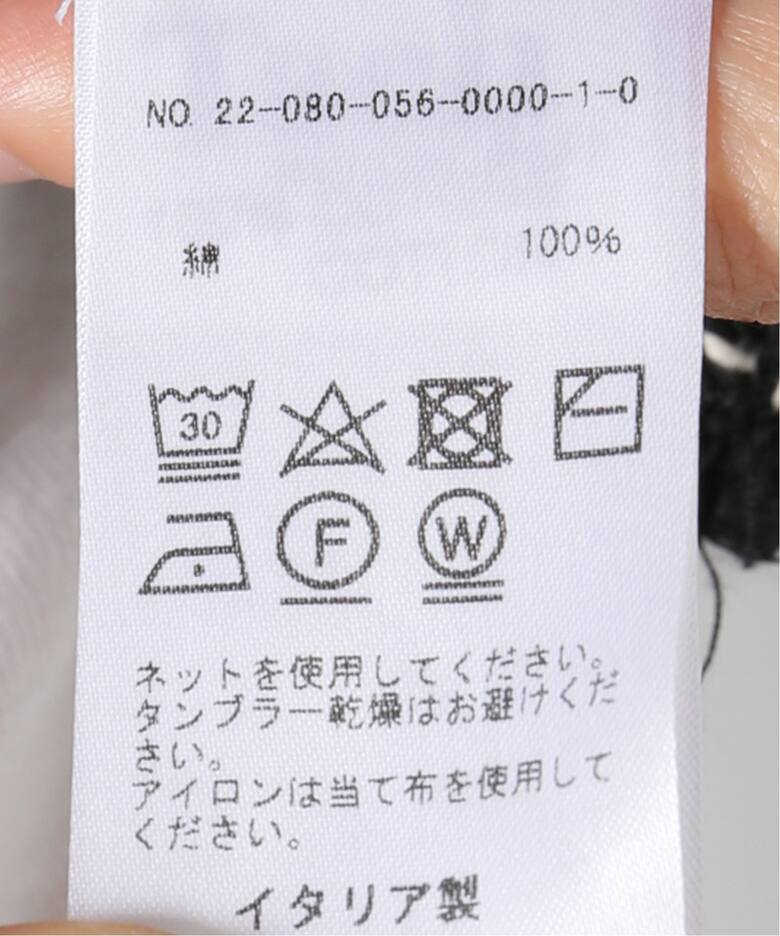 NO. 22-080-056-0000-1-0
綿 100%
30
F W
ネットを使用してください。
タンブラー乾燥はお避けくだ
さい。
アイロンは当て布を使用して
ください。
イタリア製